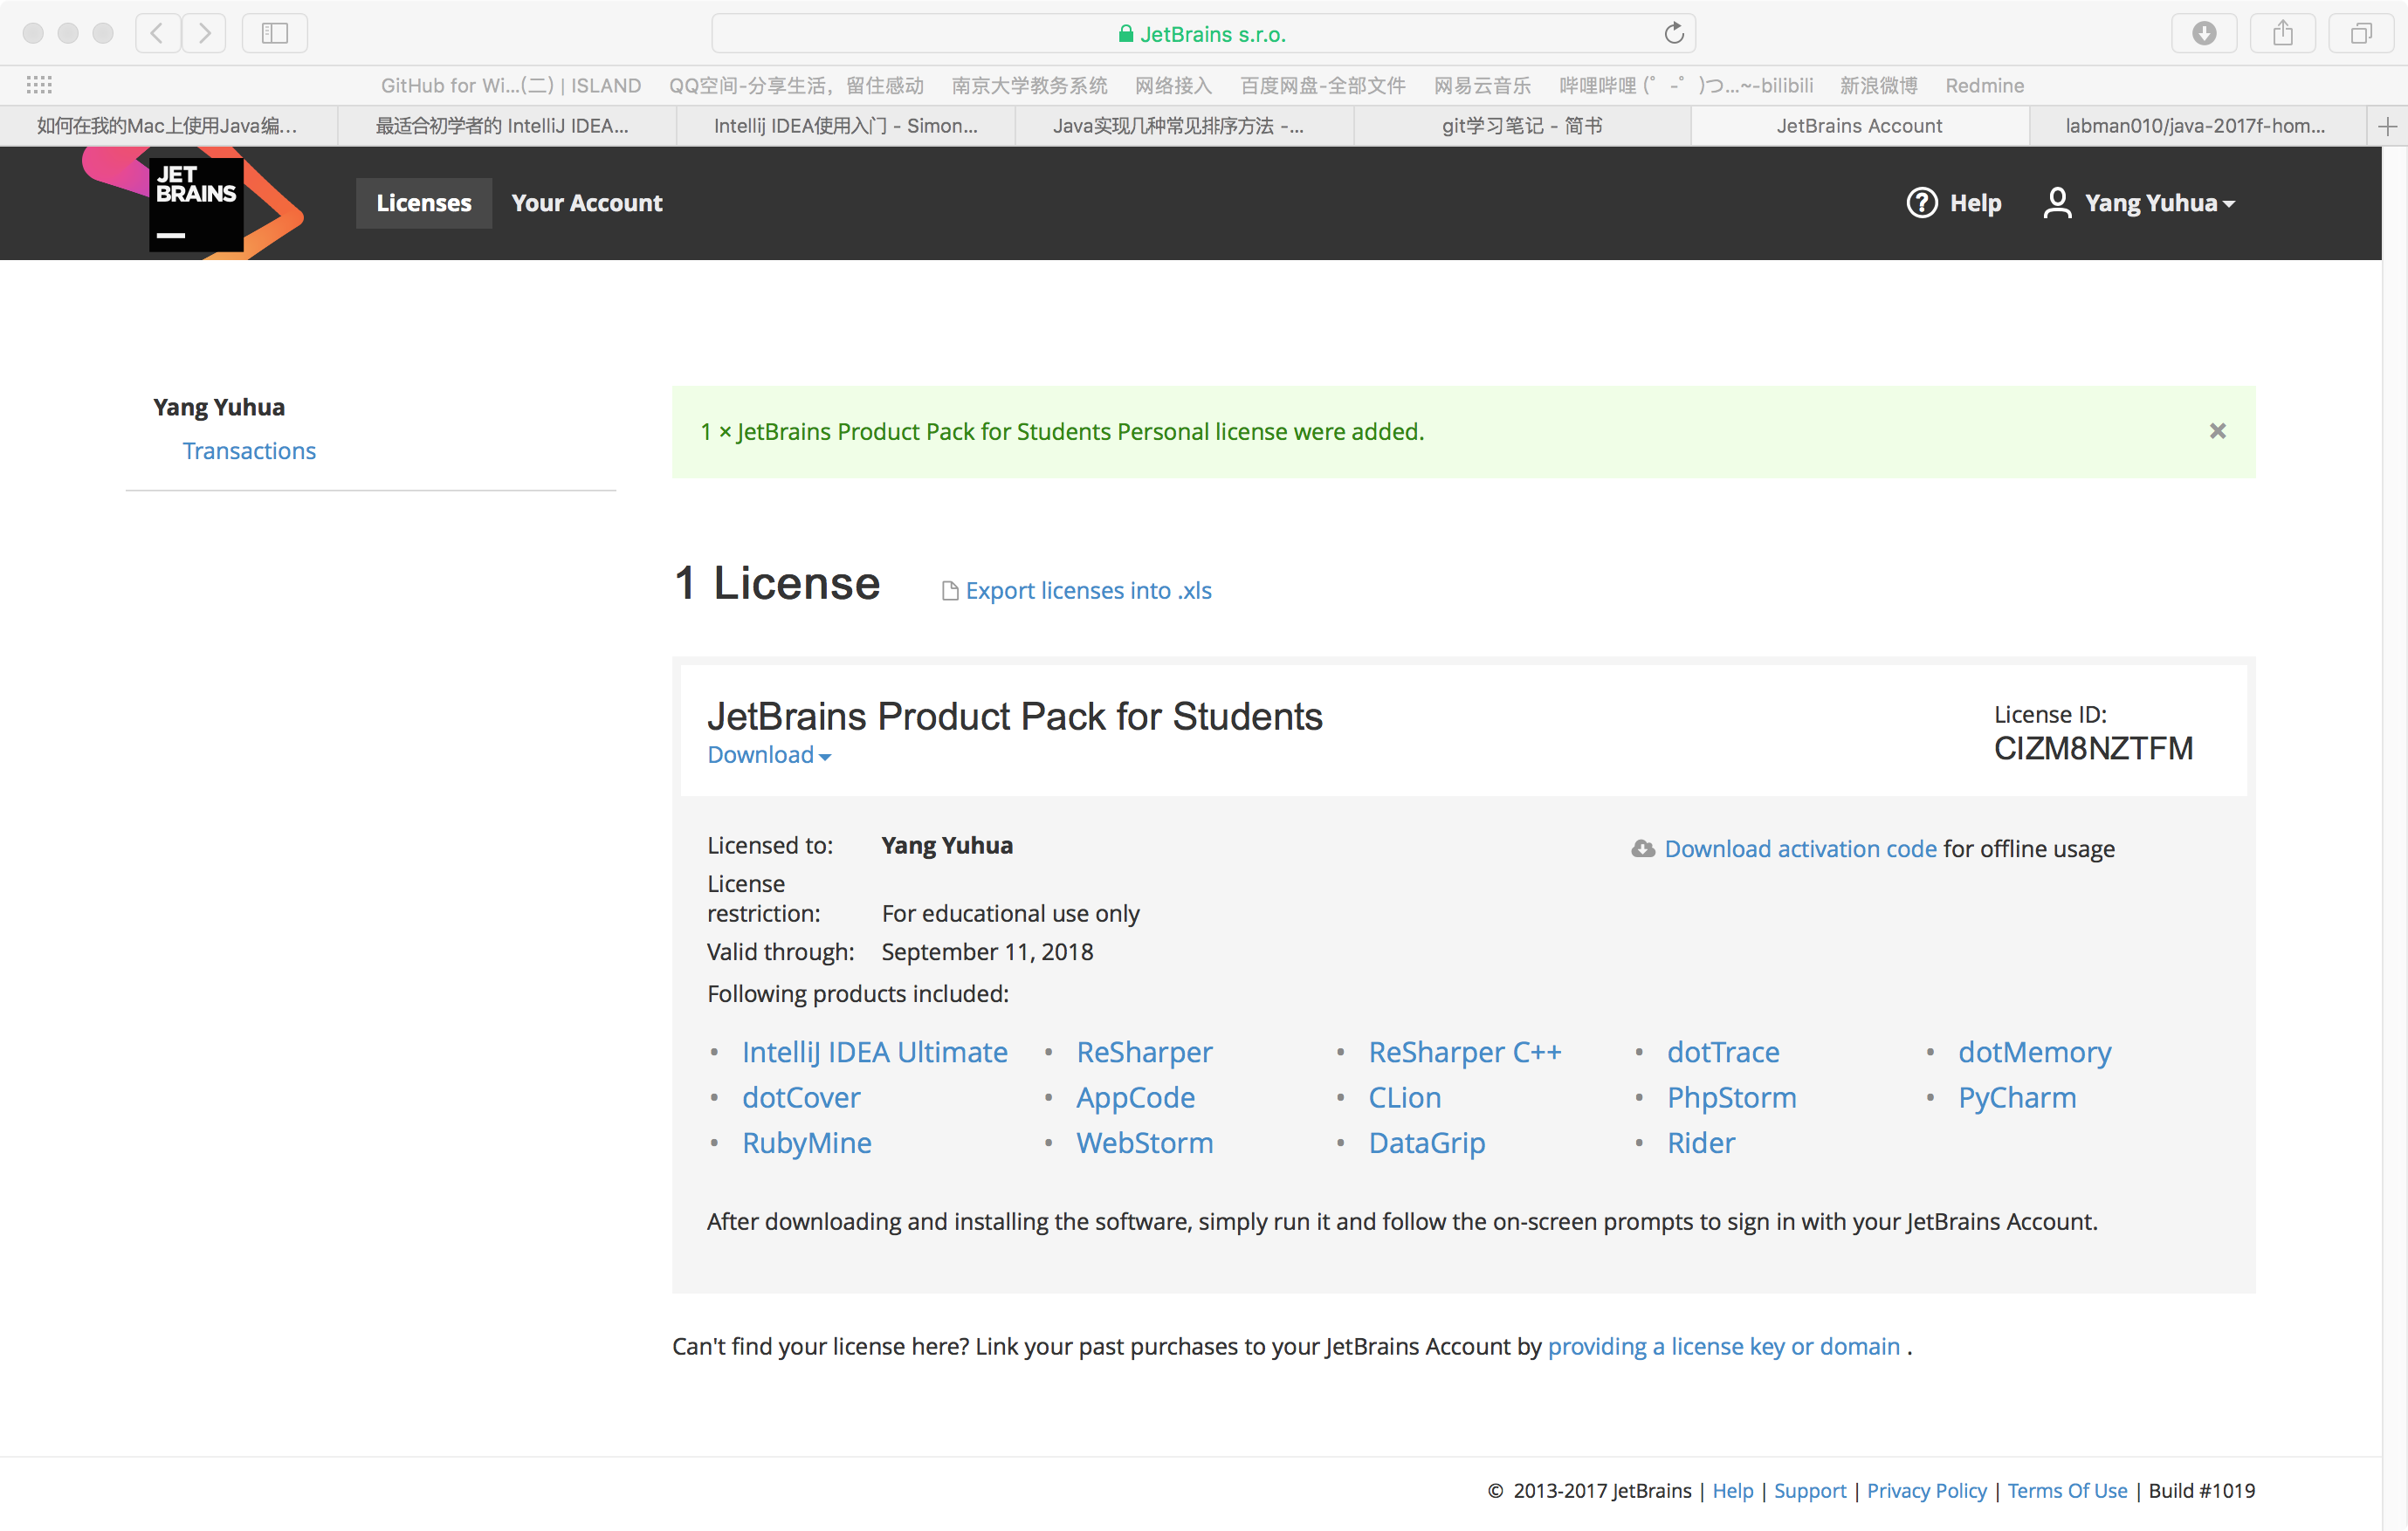 JetBrains s.r.o.
GitHub for Wi...(二) | ISLAND QQ空间-分享生活，留住感动 南京大学教务系统 网络接入 百度网盘-全部文件 网易云音乐 哔哩哔哩 (゜-゜)つ...~-bilibili 新浪微博 Redmine
如何在我的Mac上使用Java编... 最适合初学者的 IntelliJ IDEA... Intellij IDEA使用入门 - Simon... Java实现几种常见排序方法 -... git学习笔记 - 简书 JetBrains Account labman010/java-2017f-hom...
JET
BRAINS
Licenses Your Account ? Help Yang Yuhua
Yang Yuhua
Transactions
1 × JetBrains Product Pack for Students Personal license were added. ×
1 License Export licenses into .xls
JetBrains Product Pack for Students
Download
License ID:
CIZM8NZTFM
Licensed to: Yang Yuhua
Download activation code for offline usage
License
restriction: For educational use only
Valid through: September 11, 2018
Following products included:
• IntelliJ IDEA Ultimate • ReSharper • ReSharper C++ • dotTrace • dotMemory
• dotCover • AppCode • CLion • PhpStorm • PyCharm
• RubyMine • WebStorm • DataGrip • Rider
After downloading and installing the software, simply run it and follow the on-screen prompts to sign in with your JetBrains Account.
Can't find your license here? Link your past purchases to your JetBrains Account by providing a license key or domain .
© 2013-2017 JetBrains | Help | Support | Privacy Policy | Terms Of Use | Build #1019